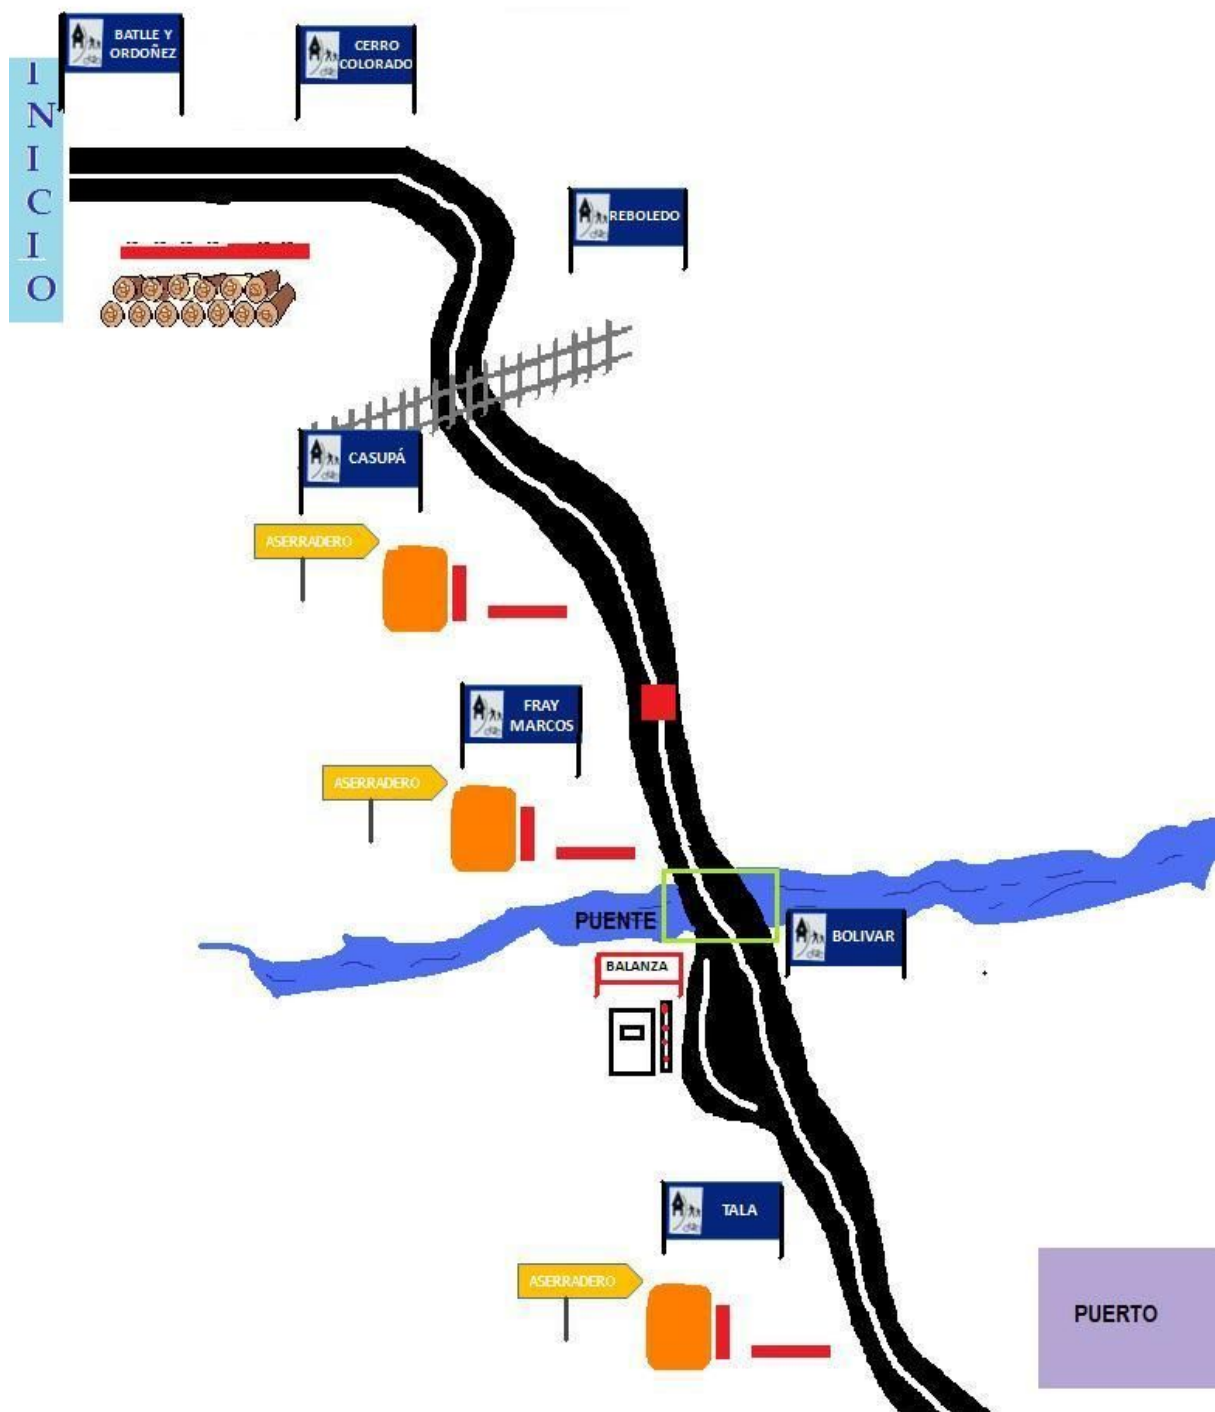 BATLLE Y
ORDOÑEZ
CERRO
COLORADO
INICIO
REBOLEDO
CASUPÁ
ASERRADERO
FRAY
MARCOS
ASERRADERO
PUENTE
BOLIVAR
BALANZA
TALA
ASERRADERO
PUERTO